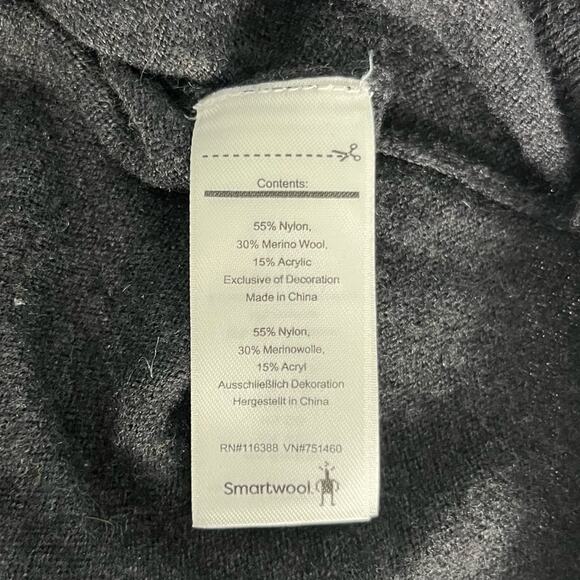 Contents:
55% Nylon,
30% Merino Wool,
15% Acrylic
Exclusive of Decoration
Made in China
55% Nylon,
30% Merinowolle,
15% Acryl
Ausschließlich Dekoration
Hergestellt in China
RN#116388 VN#751460
Smartwool